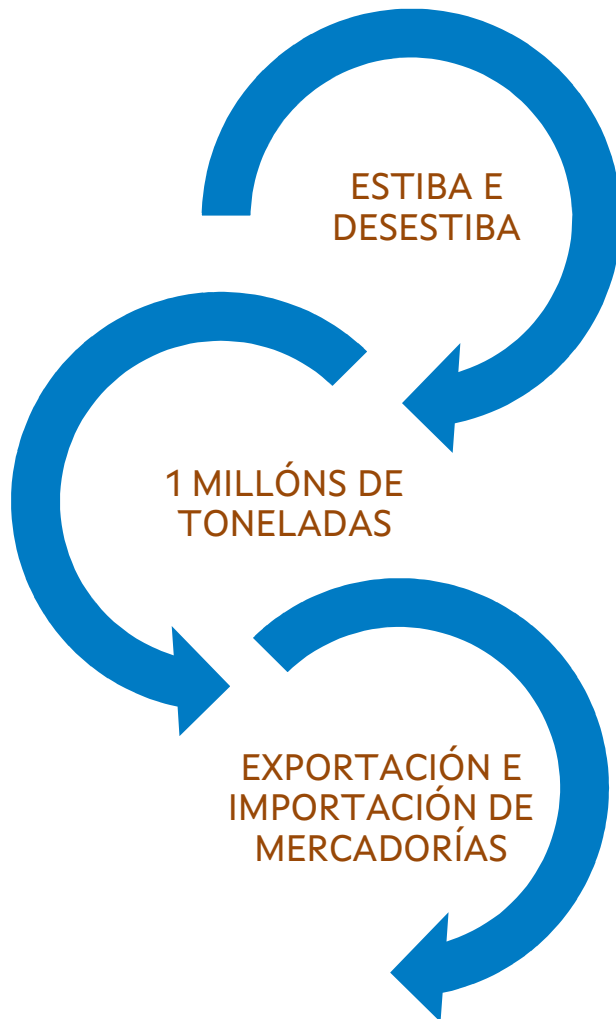 ESTIBA E
DESESTIBA
1 MILLÓNS DE
TONELADAS
EXPORTACIÓN E
IMPORTACIÓN DE
MERCADORÍAS